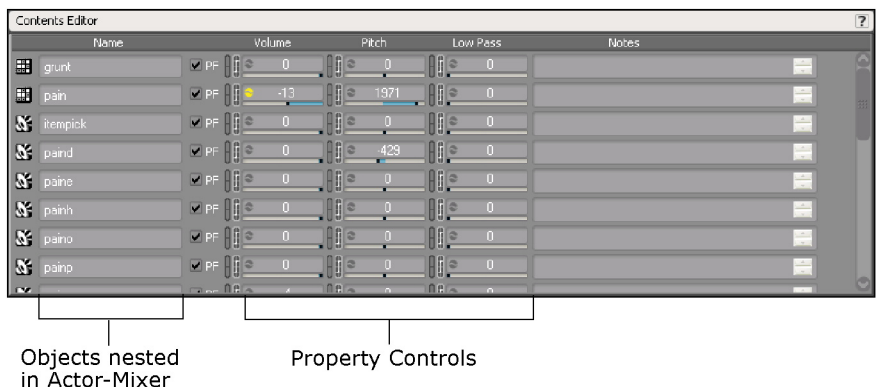 Contents Editor ?
Name Volume Pitch Low Pass Notes
grunt PF 0 0 0
pain PF -13 1971 0
itempick PF 0 0 0
paind PF 0 -429 0
paine PF 0 0 0
painh PF 0 0 0
paino PF 0 0 0
painp PF 0 0 0
Objects nested Property Controls
in Actor-Mixer